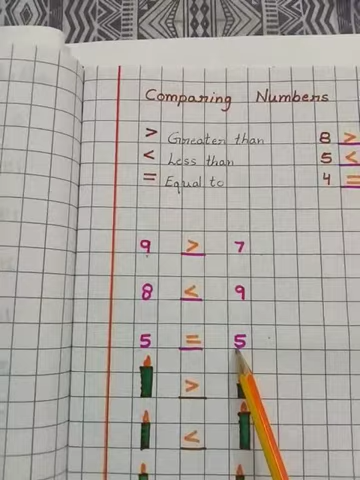 Comparing Numbers
> Greater than 8 >
< Less than 5 <
= Equal to 4 =
9 > 7
8 < 9
5 = 5
>
<